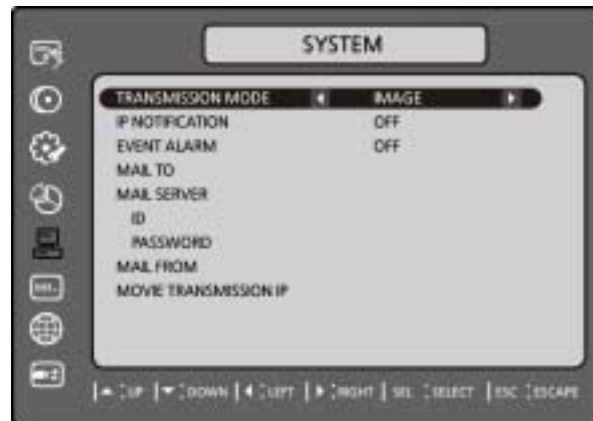 SYSTEM
TRANSMISSION MODE IMAGE
IP NOTIFICATION OFF
EVENT ALARM OFF
MAIL TO
MAIL SERVER
ID
PASSWORD
MAIL FROM
MOVIE TRANSMISSION IP
UP DOWN LEFT RIGHT SEL SELECT ESC ESCAPE